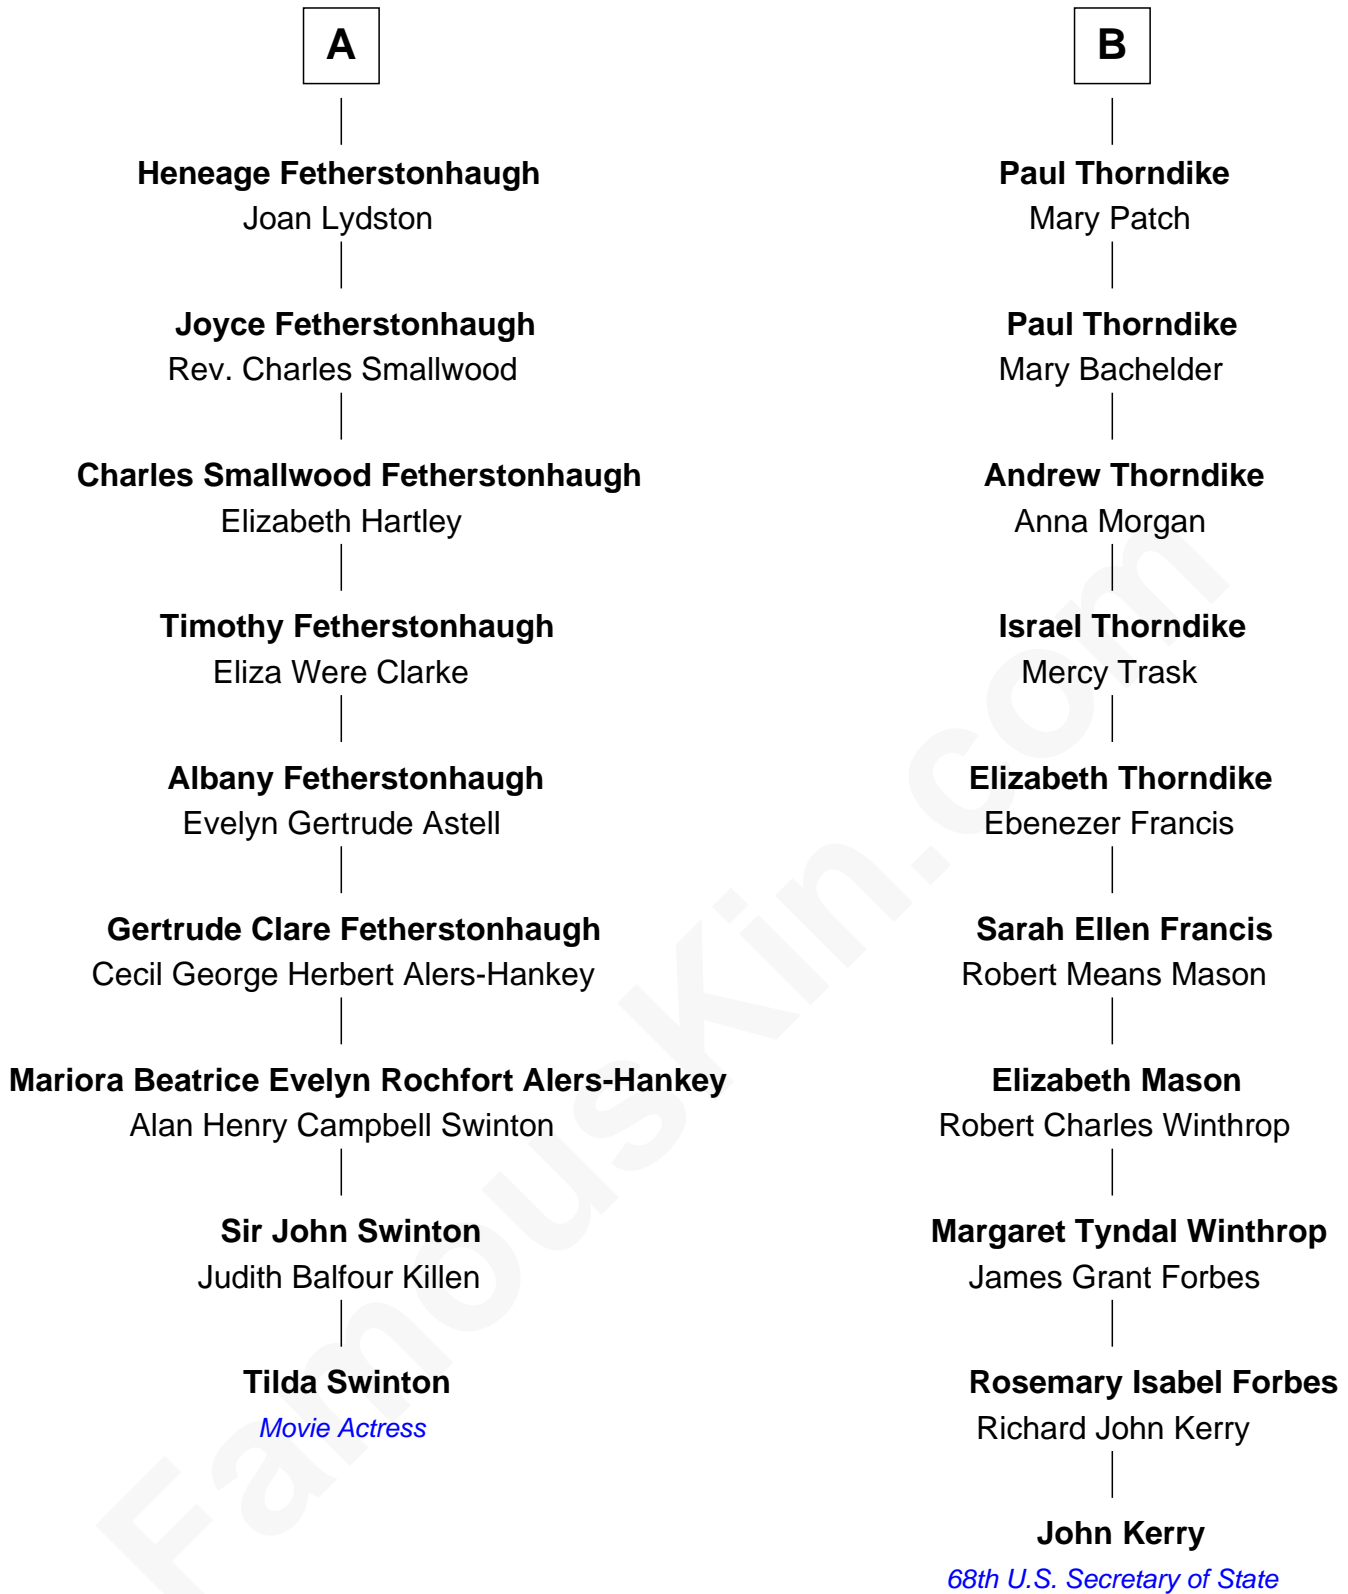 A
Heneage Fetherstonhaugh
Joan Lydston
Joyce Fetherstonhaugh
Rev. Charles Smallwood
Charles Smallwood Fetherstonhaugh
Elizabeth Hartley
Timothy Fetherstonhaugh
Eliza Were Clarke
Albany Fetherstonhaugh
Evelyn Gertrude Astell
Gertrude Clare Fetherstonhaugh
Cecil George Herbert Alers-Hankey
Mariora Beatrice Evelyn Rochfort Alers-Hankey
Alan Henry Campbell Swinton
Sir John Swinton
Judith Balfour Killen
Tilda Swinton
Movie Actress
B
Paul Thorndike
Mary Patch
Paul Thorndike
Mary Bachelder
Andrew Thorndike
Anna Morgan
Israel Thorndike
Mercy Trask
Elizabeth Thorndike
Ebenezer Francis
Sarah Ellen Francis
Robert Means Mason
Elizabeth Mason
Robert Charles Winthrop
Margaret Tyndal Winthrop
James Grant Forbes
Rosemary Isabel Forbes
Richard John Kerry
John Kerry
68th U.S. Secretary of State
FamousKin.com